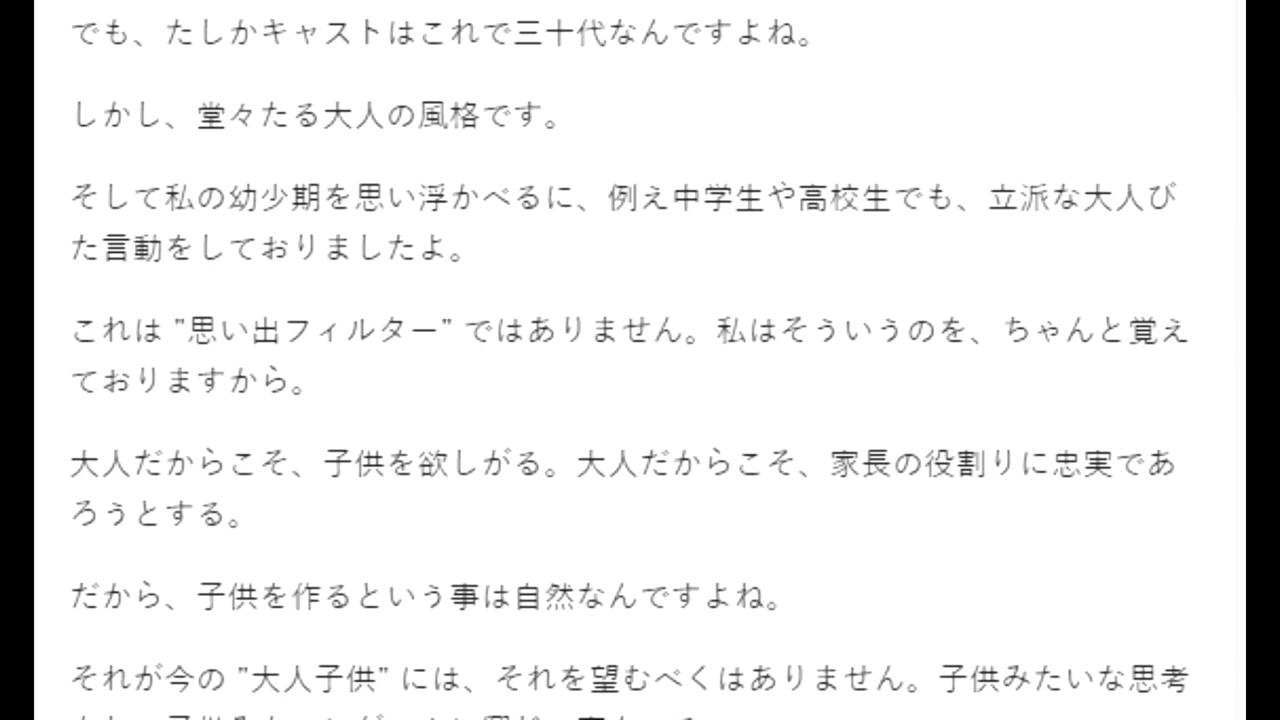 でも、たしかキャストはこれで三十代なんですよね。
しかし、堂々たる大人の風格です。
そして私の幼少期を思い浮かべるに、例え中学生や高校生でも、立派な大人び
た言動をしておりましたよ。
これは ”思い出フィルター” ではありません。私はそういうのを、ちゃんと覚え
ておりますから。
大人だからこそ、子供を欲しがる。大人だからこそ、家長の役割りに忠実であ
ろうとする。
だから、子供を作るという事は自然なんですよね。
それが今の ”大人子供” には、それを望むべくはありません。子供みたいな思考